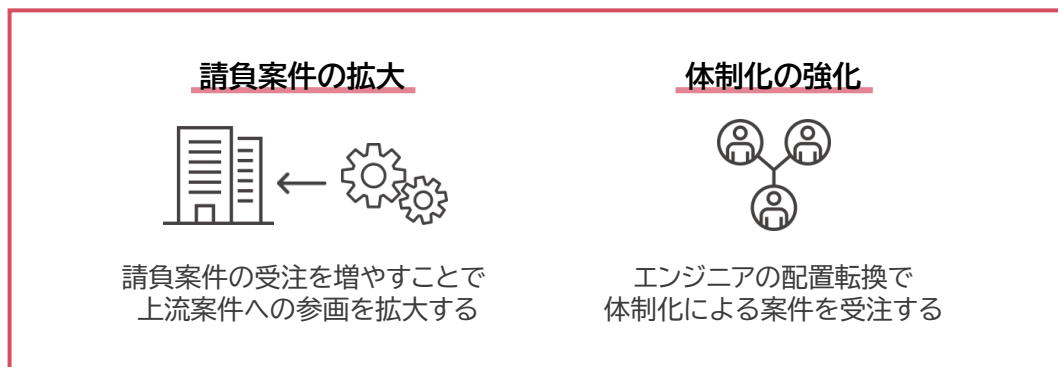 請負案件の拡大
請負案件の受注を増やすことで
上流案件への参画を拡大する
体制化の強化
エンジニアの配置転換で
体制化による案件を受注する